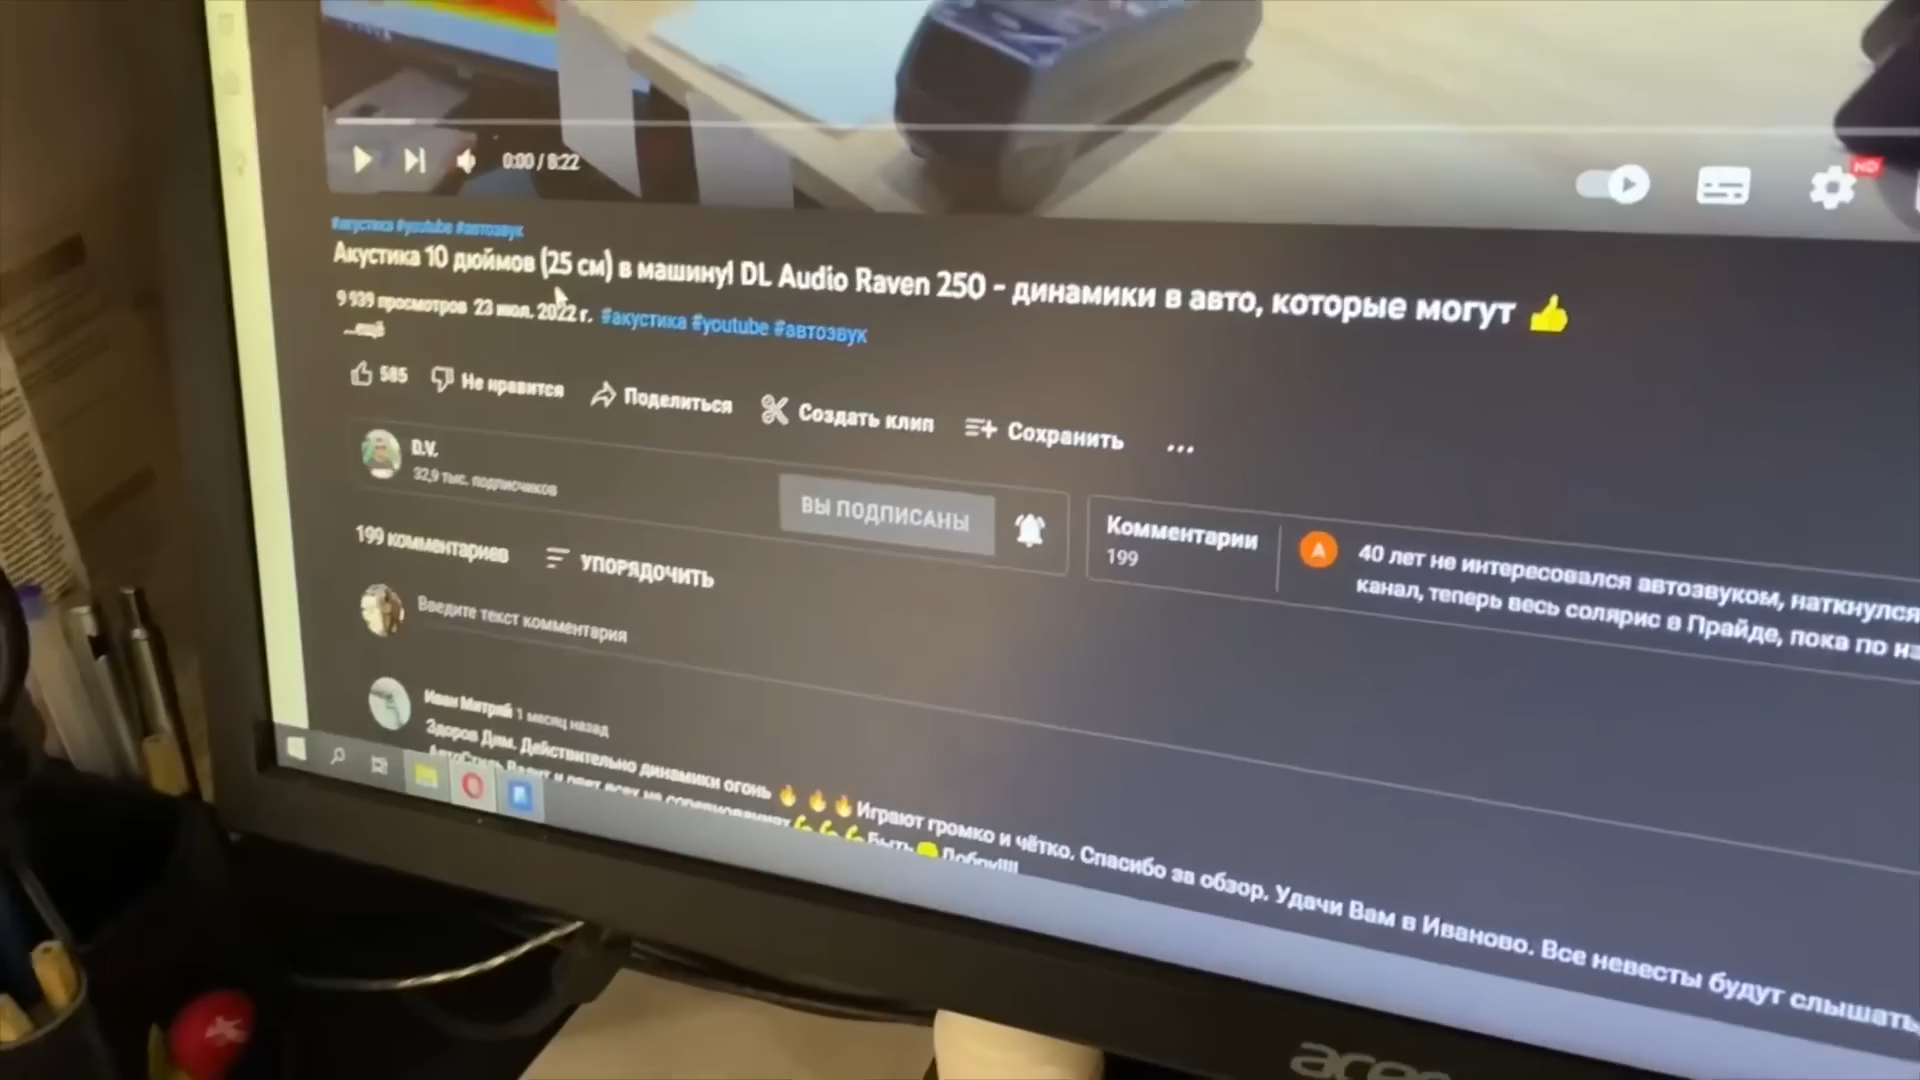 0:00 / 8:22
HD
#акустика #youtube #автозвук
Акустика 10 дюймов (25 см) в машину! DL Audio Raven 250 - динамики в авто, которые могут 👍
9 939 просмотров 23 июл. 2022 г. #акустика #youtube #автозвук
...ещё
585 Не нравится Поделиться Создать клип Сохранить ...
D.V.
32,9 тыс. подписчиков
ВЫ ПОДПИСАНЫ
Комментарии
199
A
40 лет не интересовался автозвуком, наткнулся
канал, теперь весь солярис в Прайде, пока по
199 комментариев УПОРЯДОЧИТЬ
Введите текст комментария
Иван Митряй 1 месяц назад
Здоров Дим. Действительно динамики огонь 🔥🔥🔥Играют громко и чётко. Спасибо за обзор. Удачи Вам в Иваново. Все невесты будут слышать
acer